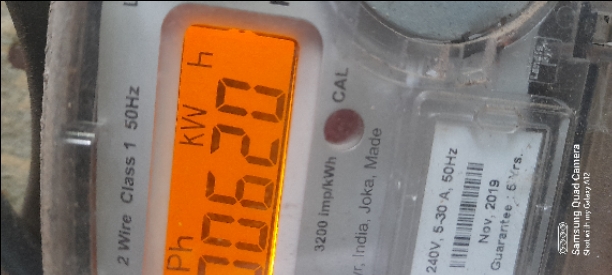 2 Wire Class 1 50Hz
Ph kW h
00620
CAL
3200 imp/kWh
India, Joka, Made
240V, 5-30 A, 50Hz
Nov, 2019
Guarantee : 5 Yrs.
Samsung Quad Camera
Shot with my Galaxy A12